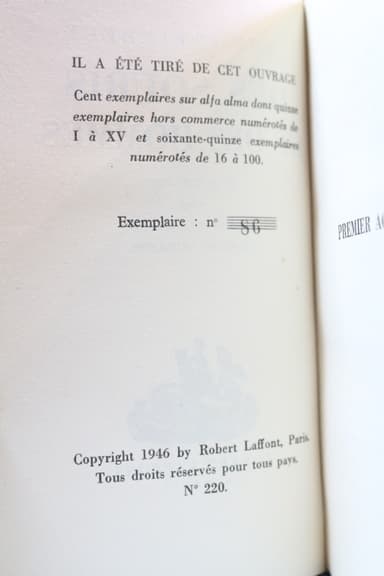 IL A ÉTÉ TIRÉ DE CET OUVRAGE
Cent exemplaires sur alfa alma dont quinze
exemplaires hors commerce numérotés de
I à XV et soixante-quinze exemplaires
numérotés de 16 à 100.
Exemplaire : n° 86
Copyright 1946 by Robert Laffont, Paris.
Tous droits réservés pour tous pays.
N° 220.
PREMIER